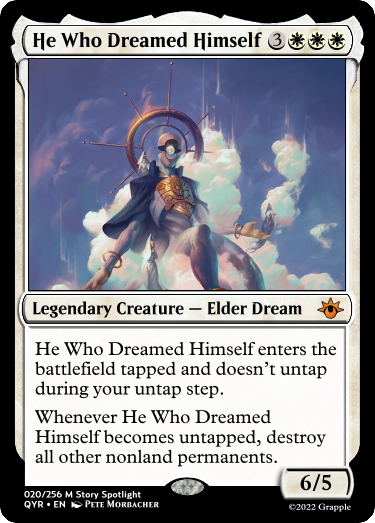 He Who Dreamed Himself 3
Legendary Creature — Elder Dream
He Who Dreamed Himself enters the
battlefield tapped and doesn't untap
during your untap step.
Whenever He Who Dreamed
Himself becomes untapped, destroy
all other nonland permanents.
6/5
020/256 M Story Spotlight
QYR • EN Pete Morbacher
©2022 Grapple